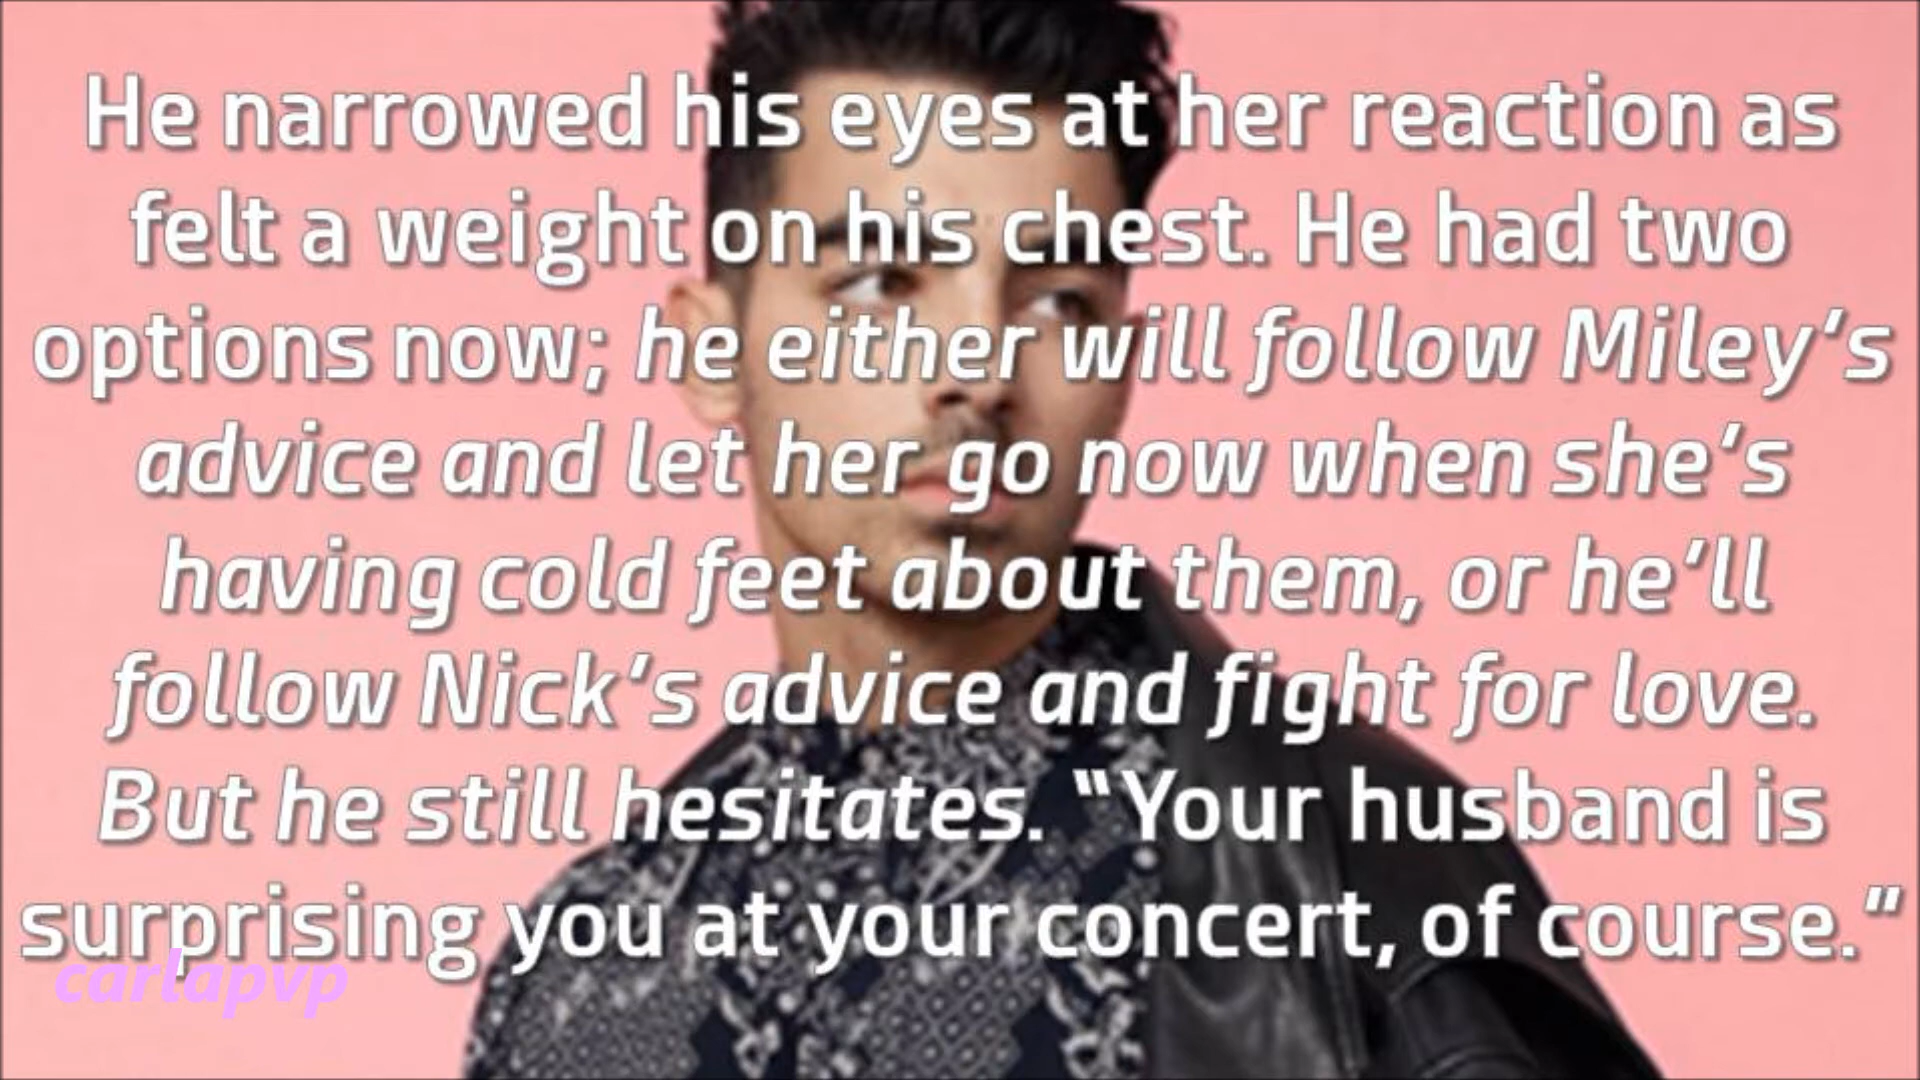 He narrowed his eyes at her reaction as
felt a weight on his chest. He had two
options now; he either will follow Miley’s
advice and let her go now when she’s
having cold feet about them, or he’ll
follow Nick’s advice and fight for love.
But he still hesitates. “Your husband is
surprising you at your concert, of course.”
carlapvp